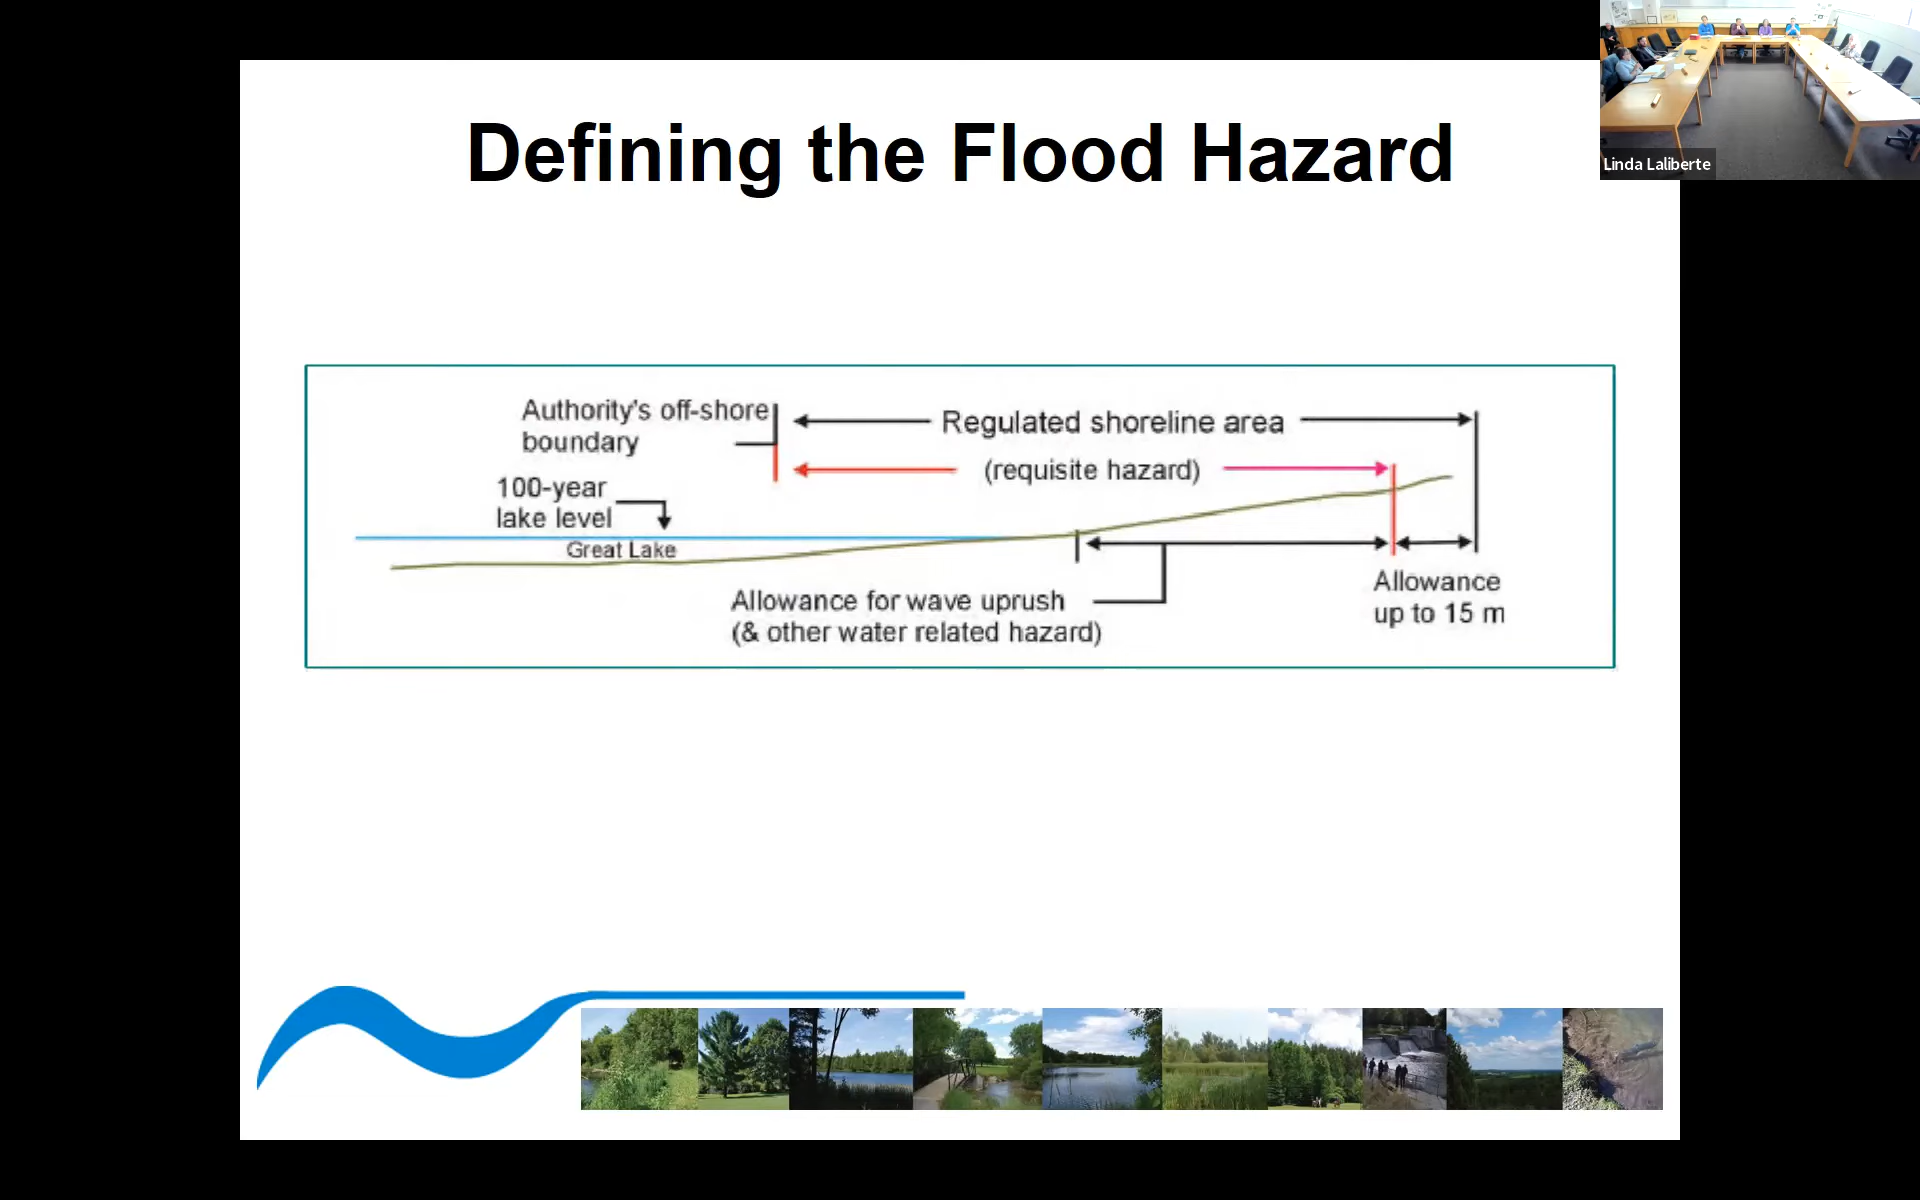 Defining the Flood Hazard
Linda Laliberte
Authority's off-shore
boundary
Regulated shoreline area
(requisite hazard)
100-year
lake level
Great Lake
Allowance for wave uprush
(& other water related hazard)
Allowance
up to 15 m